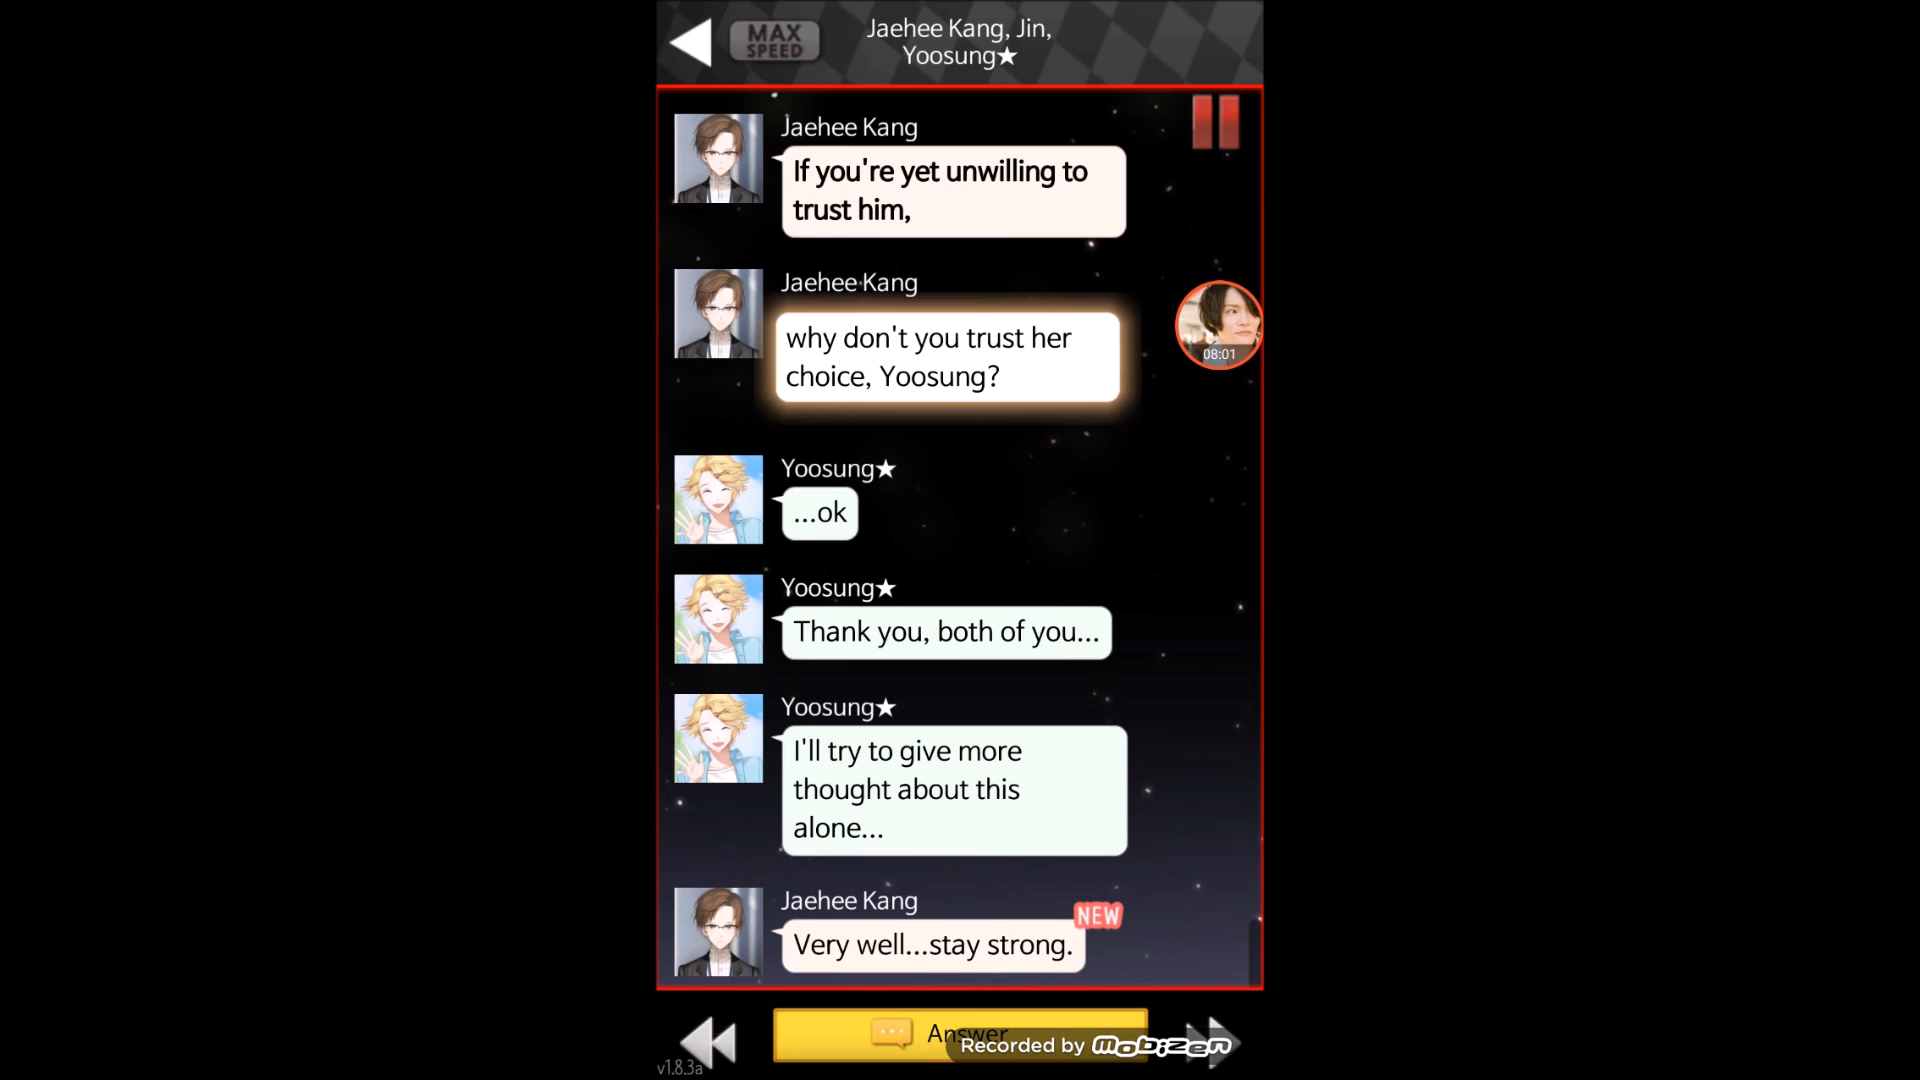 MAX
SPEED
Jaehee Kang, Jin,
Yoosung★
Jaehee Kang
If you're yet unwilling to
trust him,
Jaehee Kang
why don't you trust her
choice, Yoosung?
08:01
Yoosung★
...ok
Yoosung★
Thank you, both of you...
Yoosung★
I'll try to give more
thought about this
alone...
Jaehee Kang
NEW
Very well...stay strong.
Answer
Recorded by Mobizen
v1.8.3a